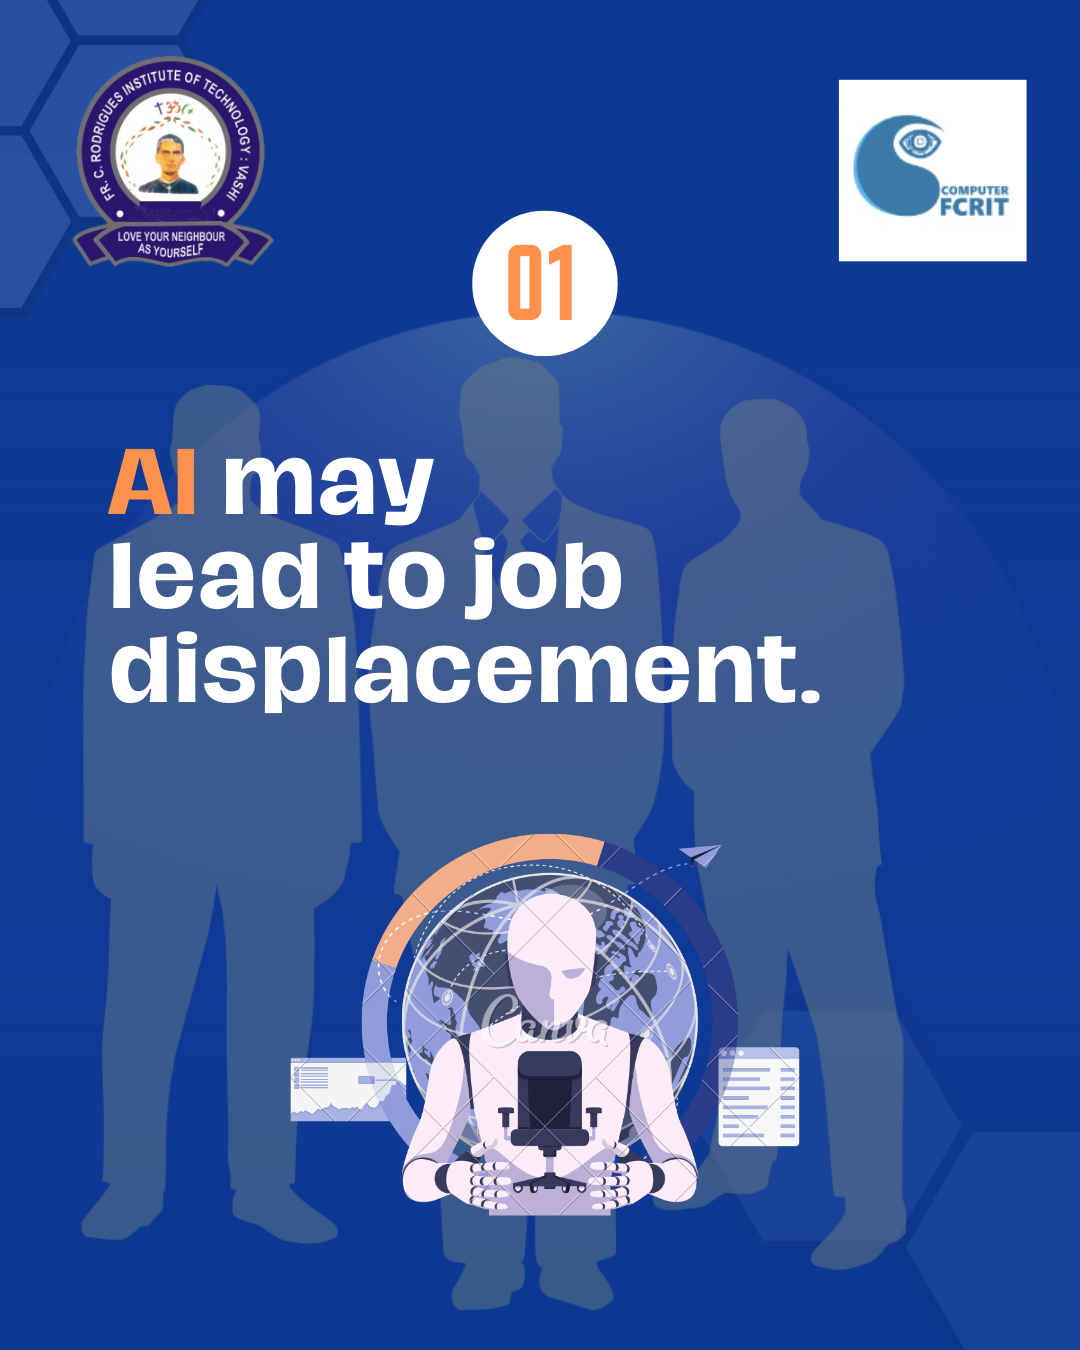 FR. C. RODRIGUES INSTITUTE OF TECHNOLOGY : VASHI
LOVE YOUR NEIGHBOUR
AS YOURSELF
COMPUTER
FCRIT
01
AI may
lead to job
displacement.
Canva